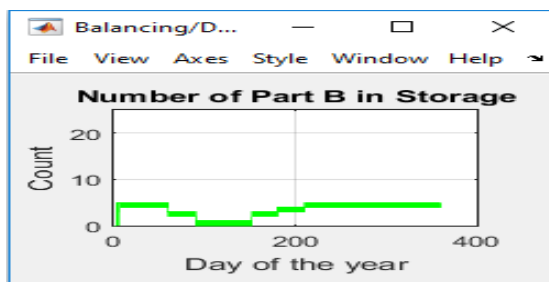 Balancing/D...
File View Axes Style Window Help
Number of Part B in Storage
20
10
0
Count
0 200 400
Day of the year